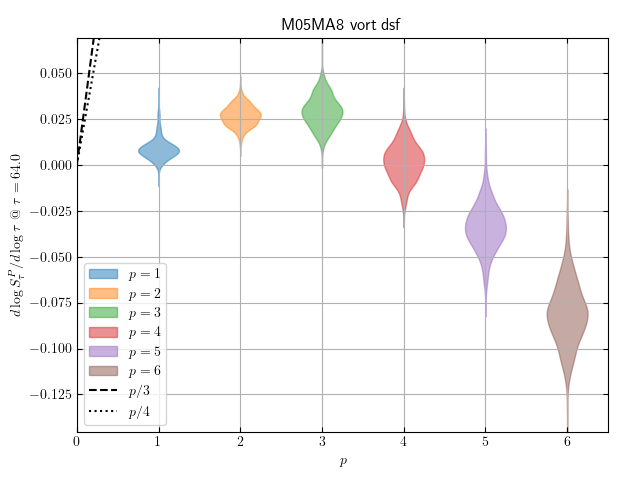 M05MA8 vort dsf
d log S_τ^P / d log τ @ τ = 64.0
0.050
0.025
0.000
−0.025
−0.050
−0.075
−0.100
−0.125
p = 1
p = 2
p = 3
p = 4
p = 5
p = 6
p/3
p/4
0 1 2 3 4 5 6
p